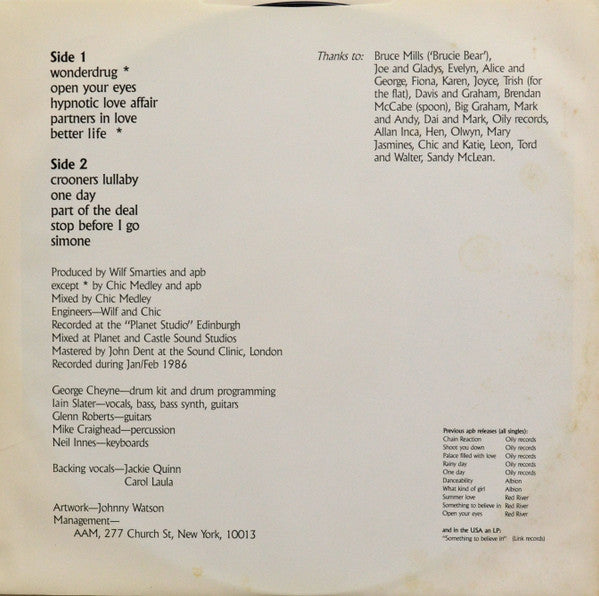 Side 1
wonderdrug *
open your eyes
hypnotic love affair
partners in love
better life *
Side 2
crooners lullaby
one day
part of the deal
stop before I go
simone
Produced by Wilf Smarties and apb
except * by Chic Medley and apb
Mixed by Chic Medley
Engineers—Wilf and Chic
Recorded at the "Planet Studio" Edinburgh
Mixed at Planet and Castle Sound Studios
Mastered by John Dent at the Sound Clinic, London
Recorded during Jan/Feb 1986
George Cheyne—drum kit and drum programming
Iain Slater—vocals, bass, bass synth, guitars
Glenn Roberts—guitars
Mike Craighead—percussion
Neil Innes—keyboards
Backing vocals—Jackie Quinn
Carol Laula
Artwork—Johnny Watson
Management—
AAM, 277 Church St, New York, 10013
Thanks to: Bruce Mills ('Brucie Bear'),
Joe and Gladys, Evelyn, Alice and
George, Fiona, Karen, Joyce, Trish (for
the flat), Davis and Graham, Brendan
McCabe (spoon), Big Graham, Mark
and Andy, Dai and Mark, Oily records,
Allan Inca, Hen, Olwyn, Mary
Jasmines, Chic and Katie, Leon, Tord
and Walter, Sandy McLean.
Previous apb releases (all singles):
Chain Reaction Oily records
Shoot you down Oily records
Palace filled with love Oily records
Rainy day Oily records
One day Oily records
Danceability Albion
What kind of girl Albion
Summer love Red River
Something to believe in Red River
Open your eyes Red River
and in the USA an LP:
"Something to believe in" (Link records)